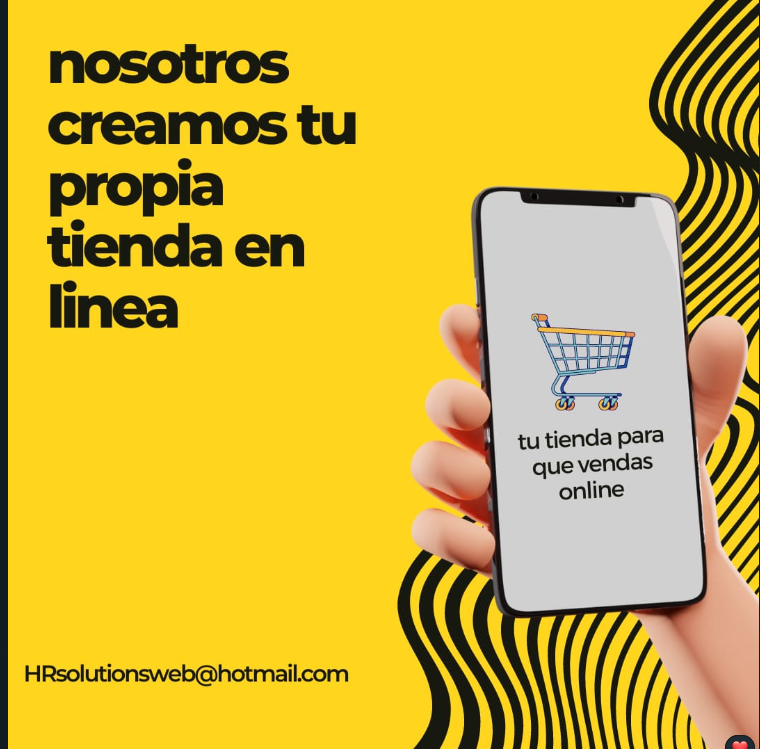 nosotros
creamos tu
propia
tienda en
linea
tu tienda para
que vendas
online
HRsolutionsweb@hotmail.com